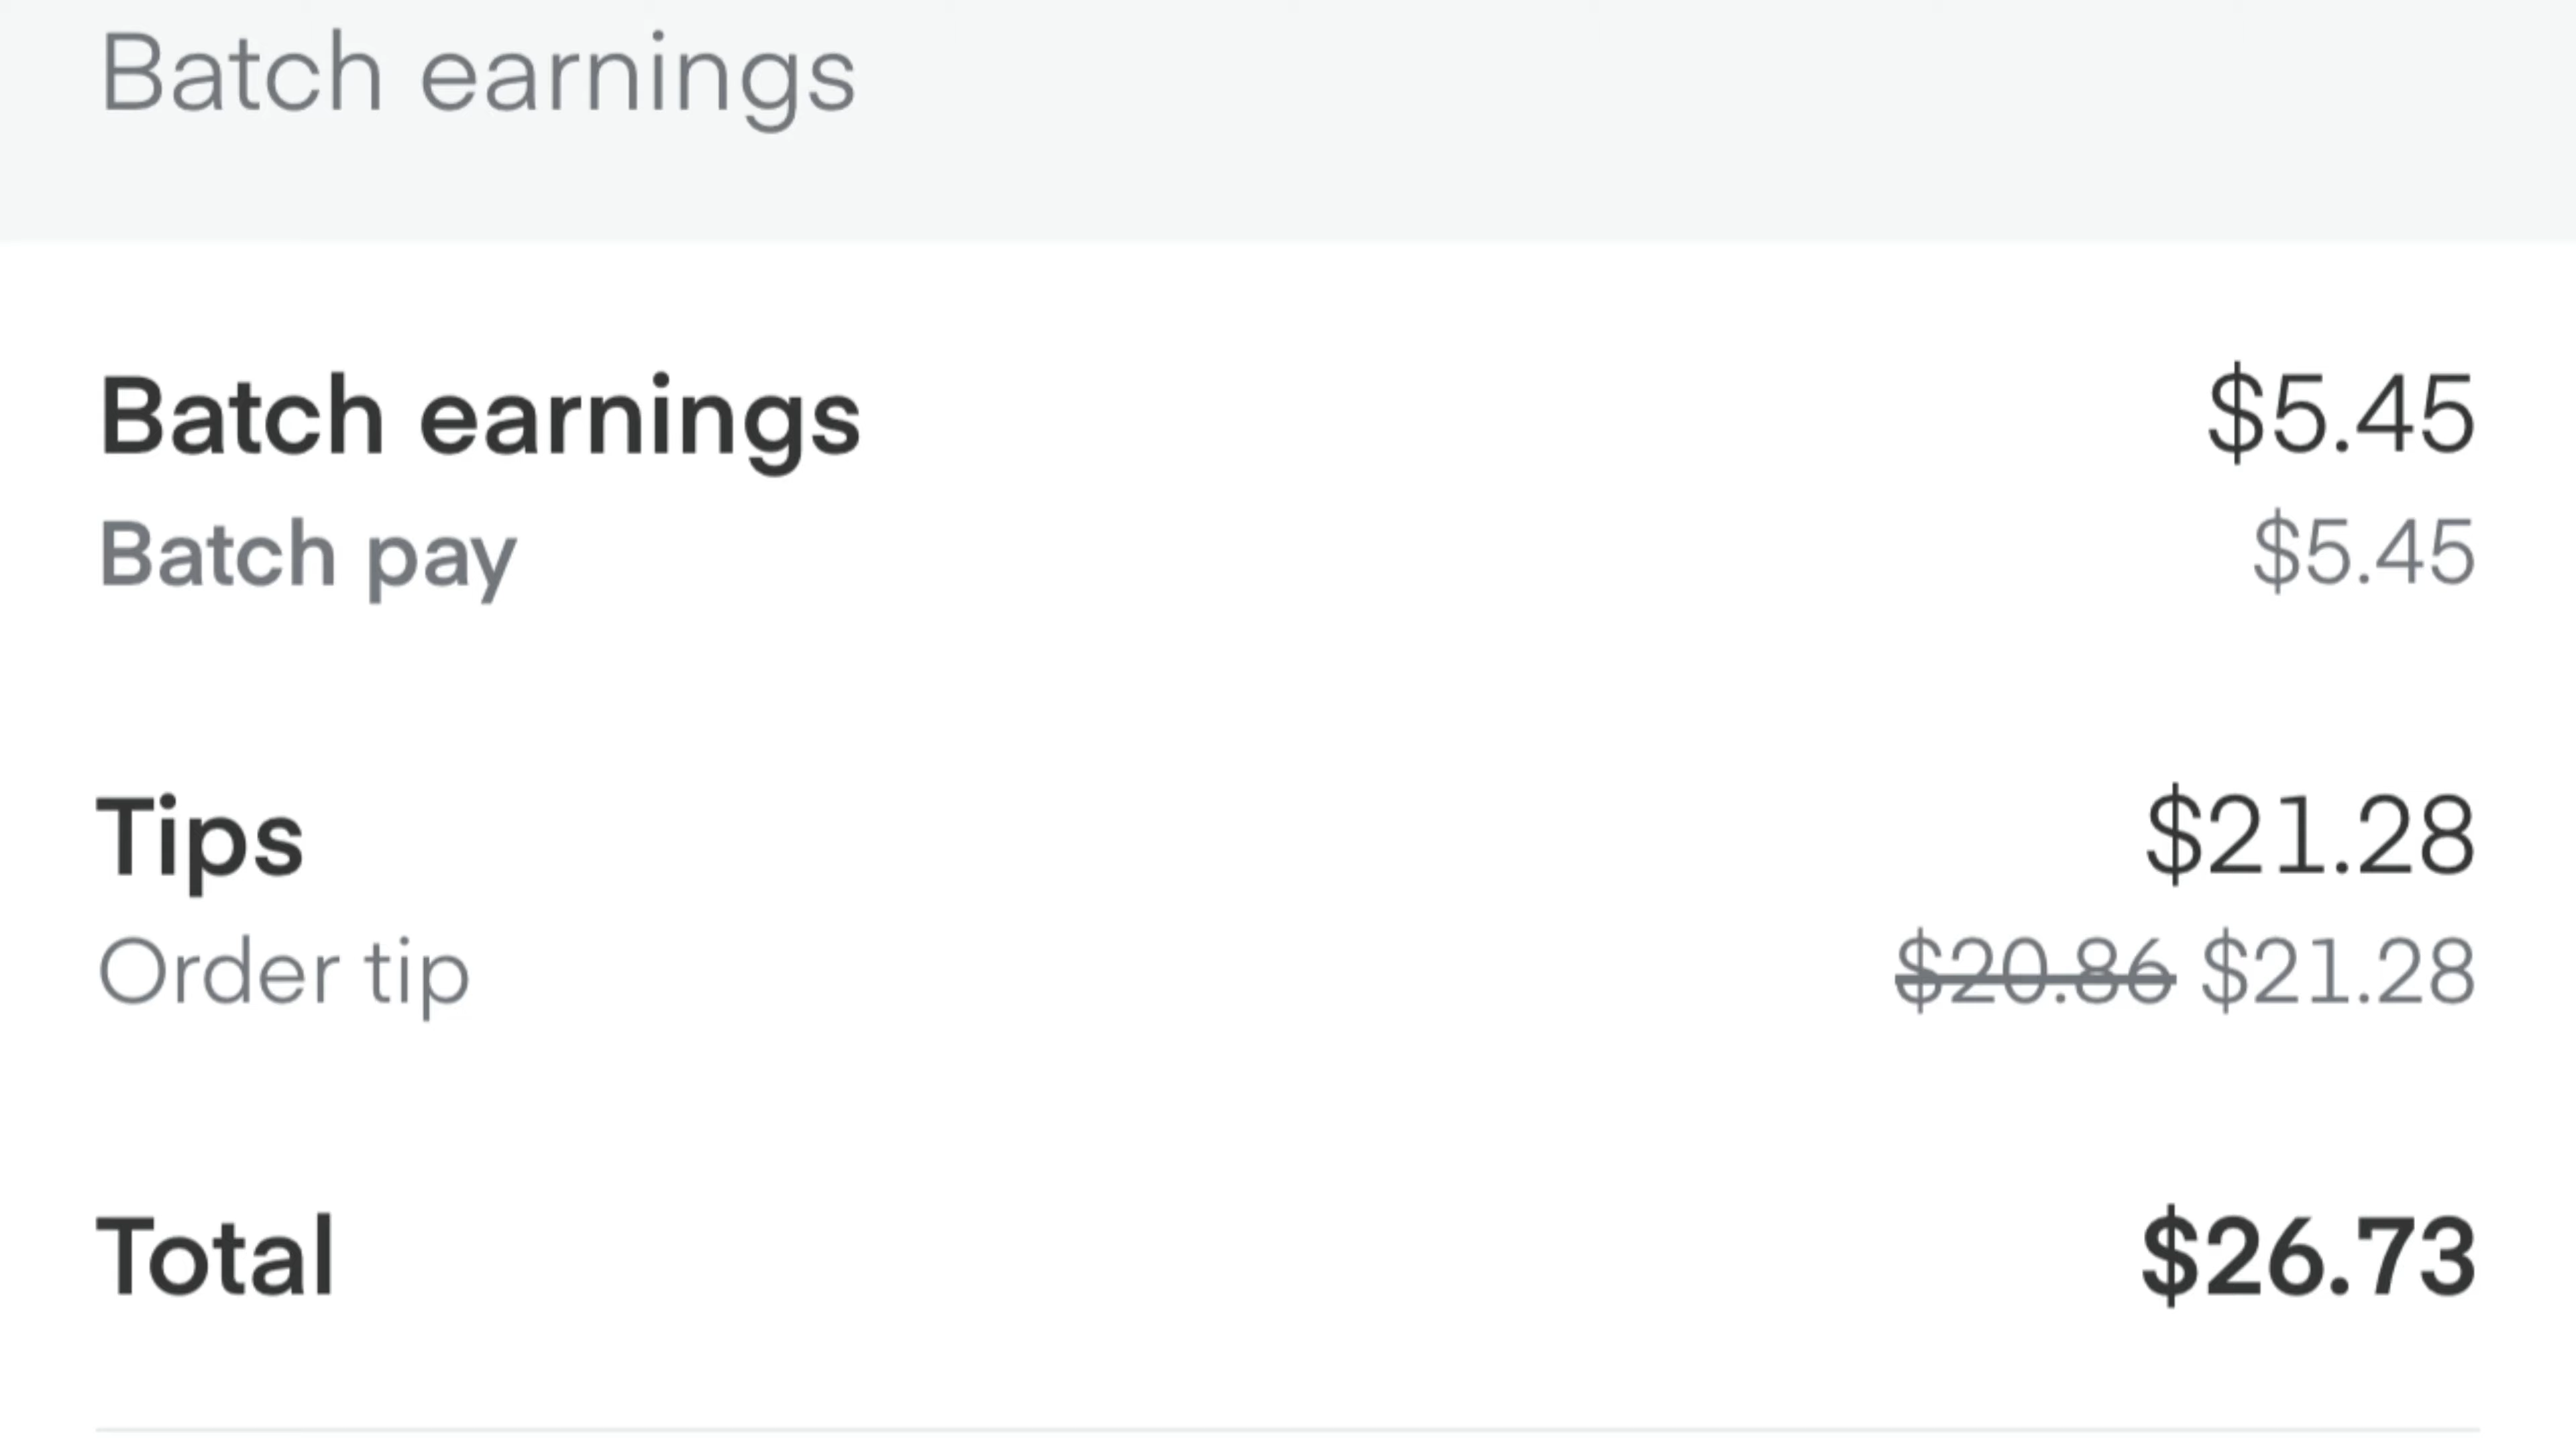 Batch earnings
Batch earnings $5.45
Batch pay $5.45
Tips $21.28
Order tip $20.86 $21.28
Total $26.73